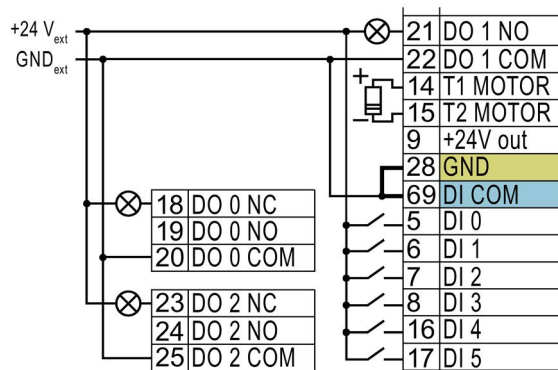 +24 Vext
GNDext
21 DO 1 NO
22 DO 1 COM
+ 14 T1 MOTOR
− 15 T2 MOTOR
9 +24V out
28 GND
69 DI COM
5 DI 0
6 DI 1
7 DI 2
8 DI 3
16 DI 4
17 DI 5
18 DO 0 NC
19 DO 0 NO
20 DO 0 COM
23 DO 2 NC
24 DO 2 NO
25 DO 2 COM